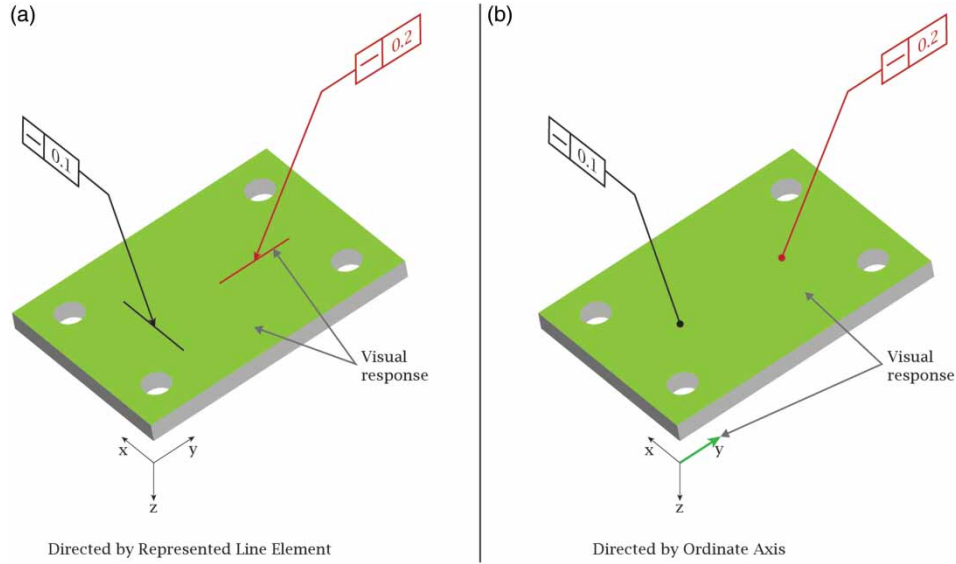 (a)
0.2
0.1
Visual
response
x
y
z
Directed by Represented Line Element
(b)
0.2
0.1
Visual
response
x
y
z
Directed by Ordinate Axis